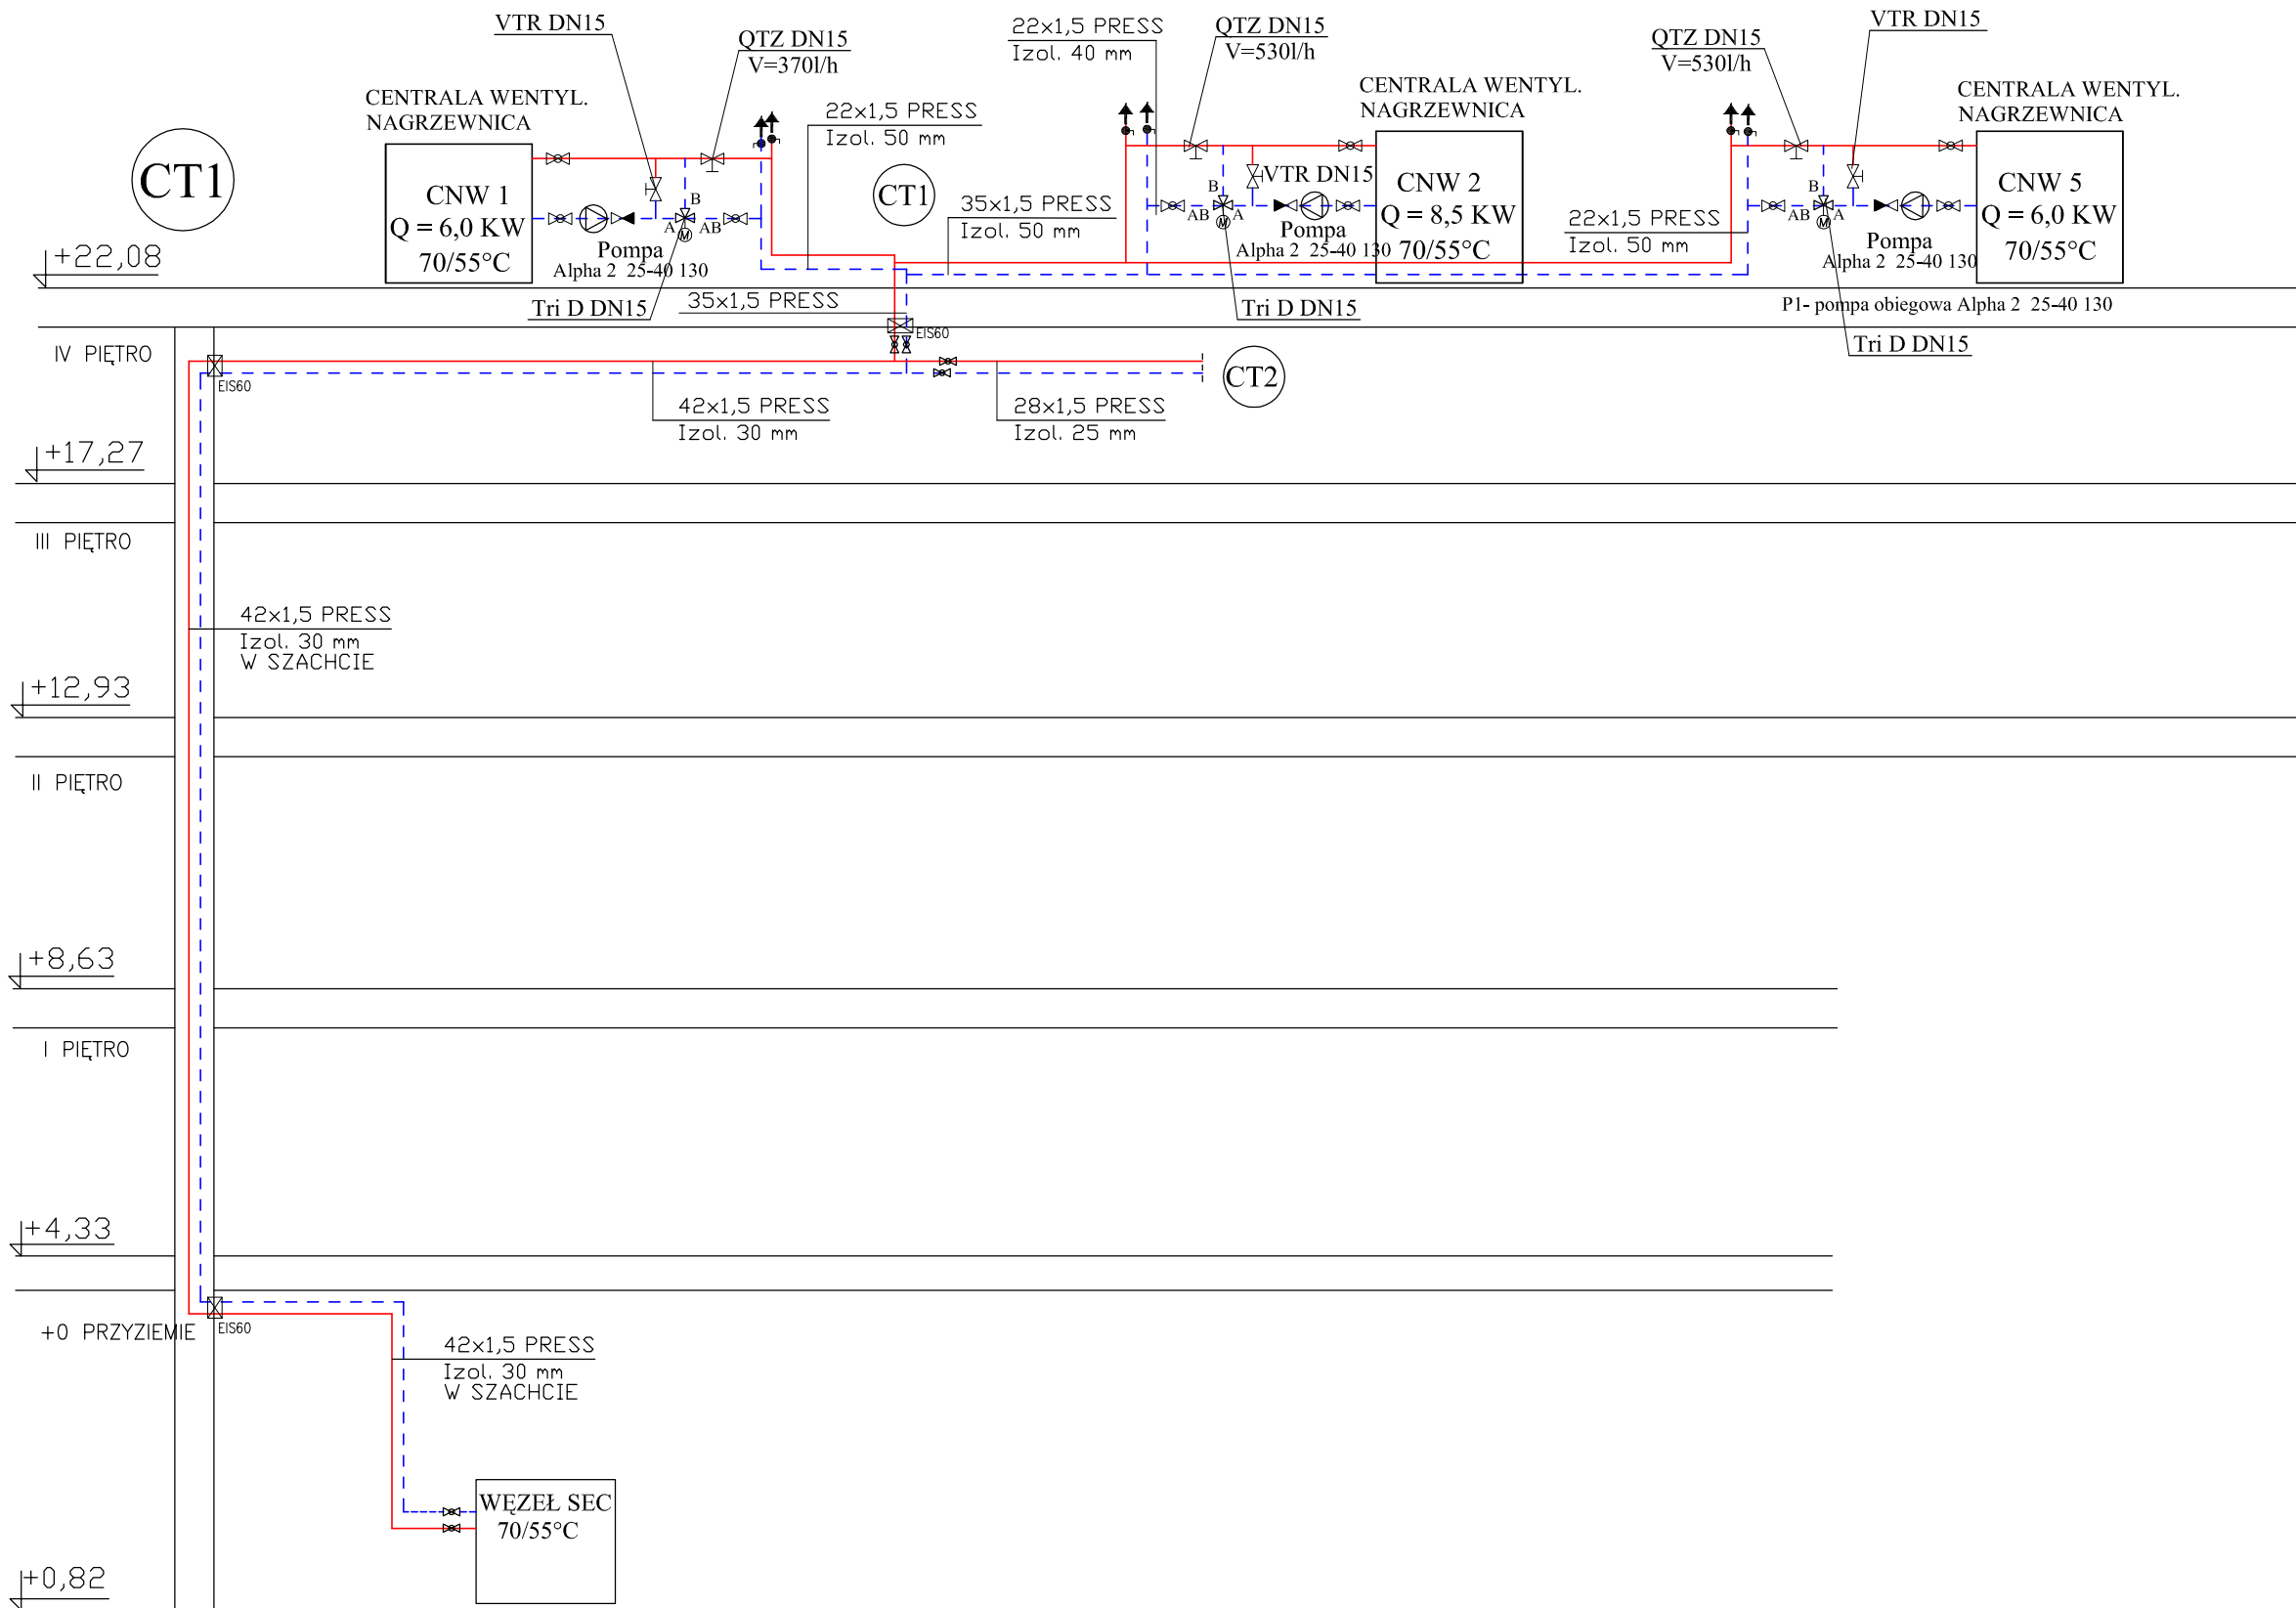 VTR DN15
QTZ DN15
V=370l/h
22x1,5 PRESS
Izol. 40 mm
QTZ DN15
V=530l/h
QTZ DN15
V=530l/h
VTR DN15
CENTRALA WENTYL.
NAGRZEWNICA
22x1,5 PRESS
Izol. 50 mm
CENTRALA WENTYL.
NAGRZEWNICA
CENTRALA WENTYL.
NAGRZEWNICA
CT1
CNW 1
Q = 6,0 KW
70/55°C
B
A
AB
M
Pompa
Alpha 2 25-40 130
CT1
35x1,5 PRESS
Izol. 50 mm
VTR DN15
B
AB
A
M
Pompa
Alpha 2 25-40 130
CNW 2
Q = 8,5 KW
70/55°C
22x1,5 PRESS
Izol. 50 mm
B
AB
A
M
Pompa
Alpha 2 25-40 130
CNW 5
Q = 6,0 KW
70/55°C
+22,08
Tri D DN15
35x1,5 PRESS
Tri D DN15
P1- pompa obiegowa Alpha 2 25-40 130
EIS60
Tri D DN15
IV PIĘTRO
EIS60
CT2
42x1,5 PRESS
Izol. 30 mm
28x1,5 PRESS
Izol. 25 mm
+17,27
III PIĘTRO
42x1,5 PRESS
Izol. 30 mm
W SZACHCIE
+12,93
II PIĘTRO
+8,63
I PIĘTRO
+4,33
+0 PRZYZIEMIE
EIS60
42x1,5 PRESS
Izol. 30 mm
W SZACHCIE
WĘZEŁ SEC
70/55°C
+0,82